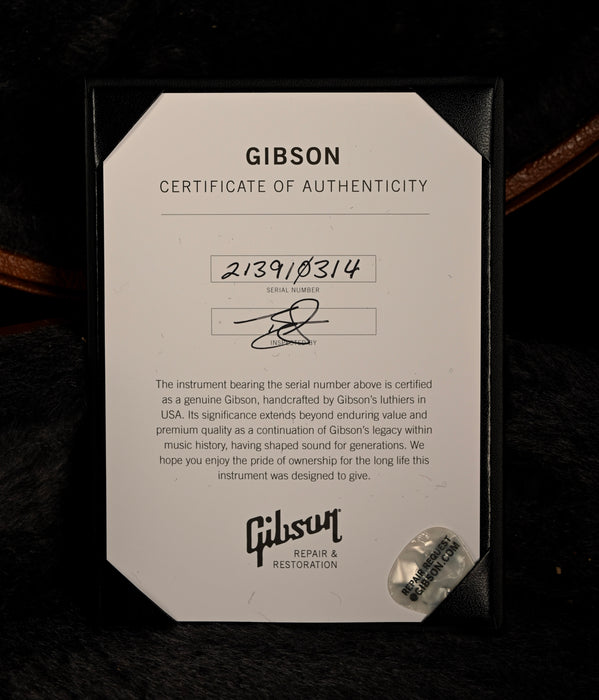 GIBSON
CERTIFICATE OF AUTHENTICITY
213910314
SERIAL NUMBER
INSPECTED BY
The instrument bearing the serial number above is certified
as a genuine Gibson, handcrafted by Gibson's luthiers in
USA. Its significance extends beyond enduring value and
premium quality as a continuation of Gibson's legacy within
music history, having shaped sound for generations. We
hope you enjoy the pride of ownership for the long life this
instrument was designed to give.
Gibson
REPAIR &
RESTORATION
REPAIR REQUEST
@GIBSON.COM